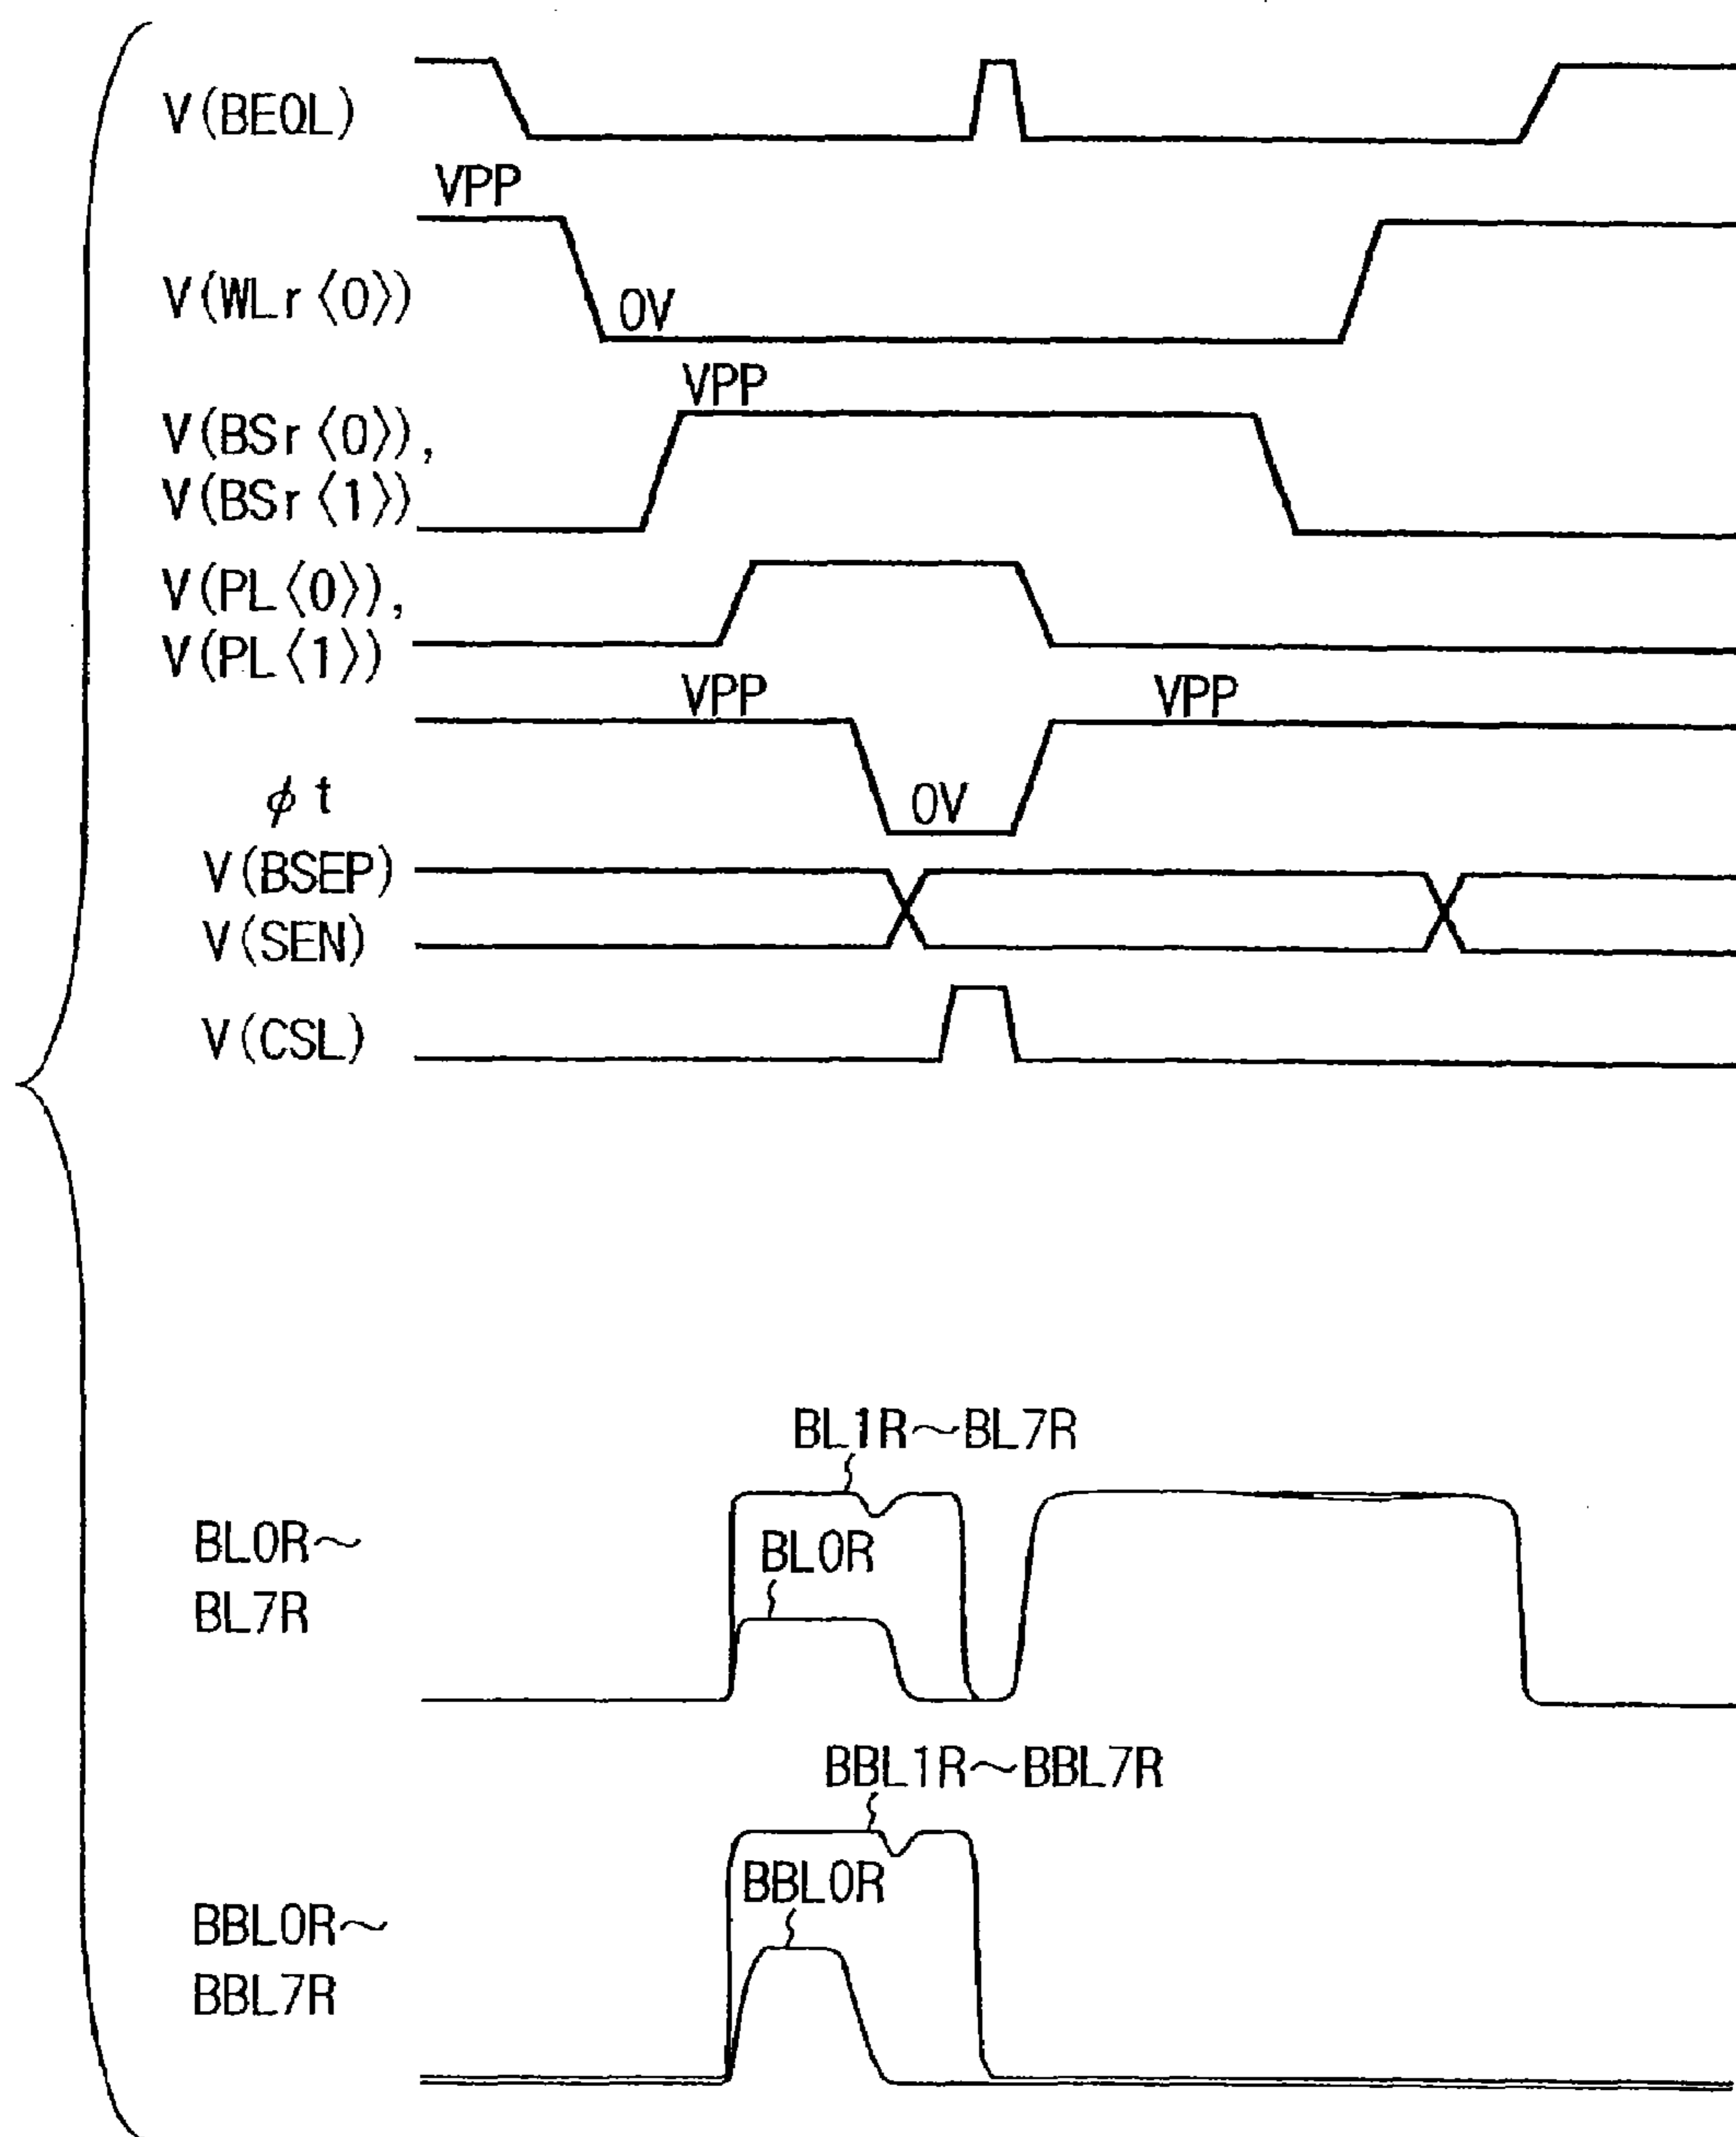 V(BEQL)
VPP
V(WLr〈0〉)
0V
VPP
V(BSr〈0〉),
V(BSr〈1〉)
V(PL〈0〉),
V(PL〈1〉)
VPP
VPP
φt
0V
V(BSEP)
V(SEN)
V(CSL)
BL1R～BL7R
BL0R～
BL0R
BL7R
BBL1R～BBL7R
BBL0R
BBL0R～
BBL7R